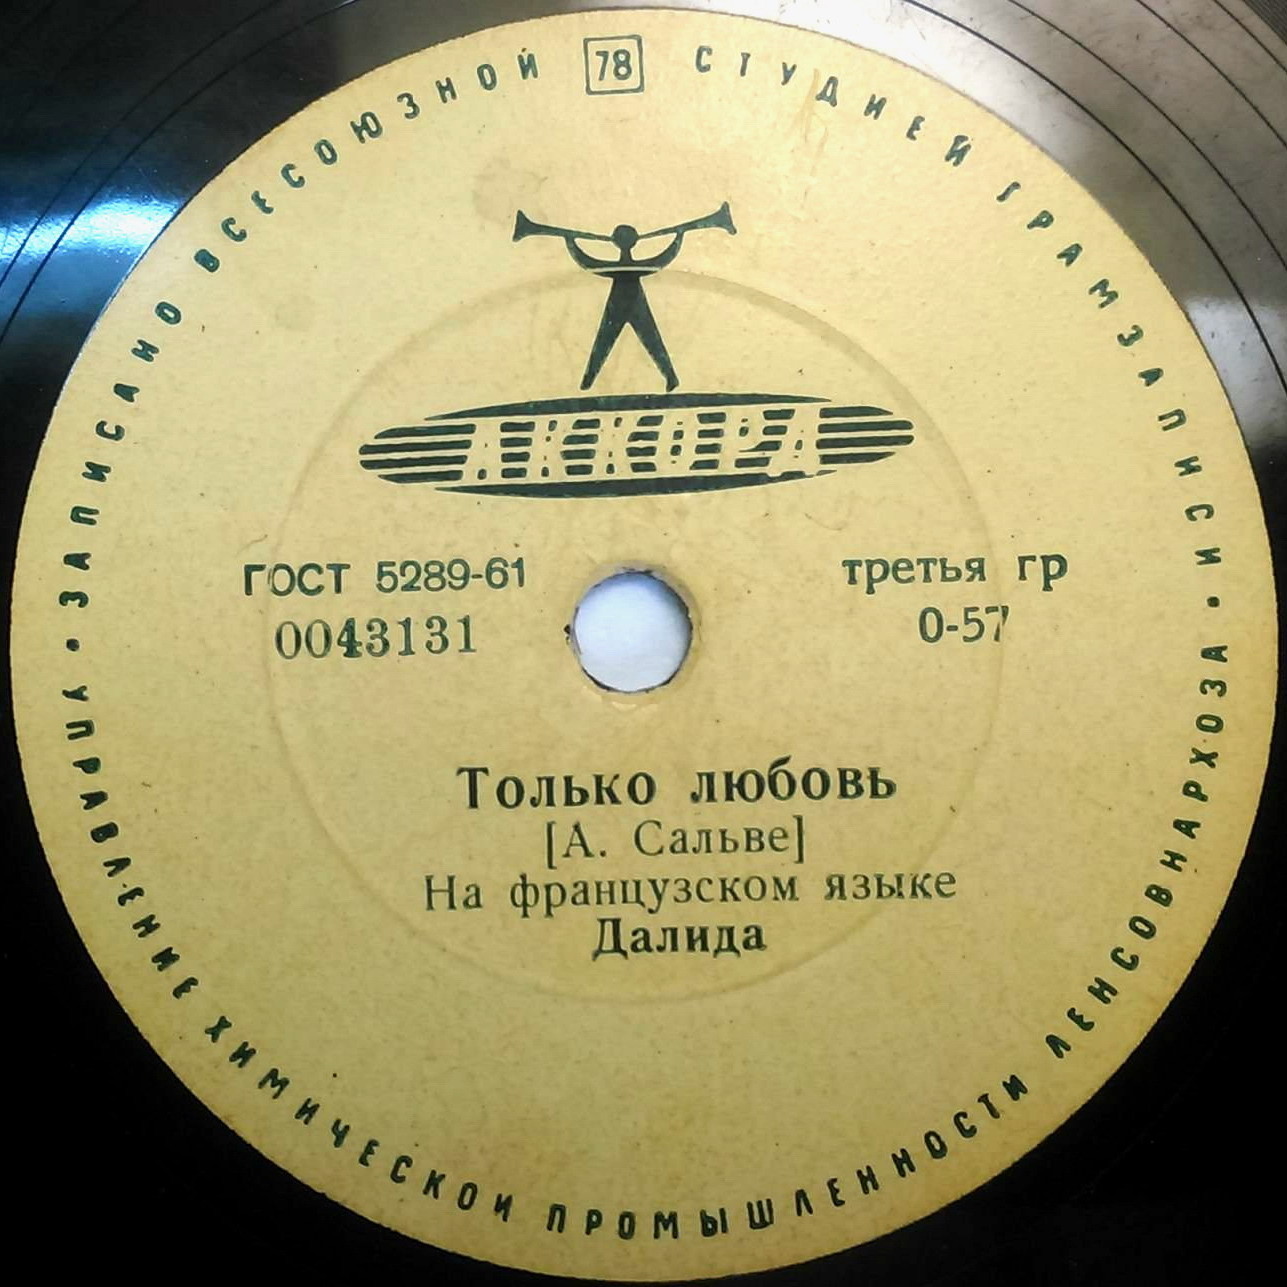 ЗАПИСАНО ВСЕСОЮЗНОЙ 78 СТУДИЕЙ ГРАМЗАПИСИ
АККОРД
ГОСТ 5289-61
третья гр
0043131
0-57
Только любовь
[А. Сальве]
На французском языке
Далида
УПРАВЛЕНИЕ ХИМИЧЕСКОЙ ПРОМЫШЛЕННОСТИ ЛЕНСОВНАРХОЗА